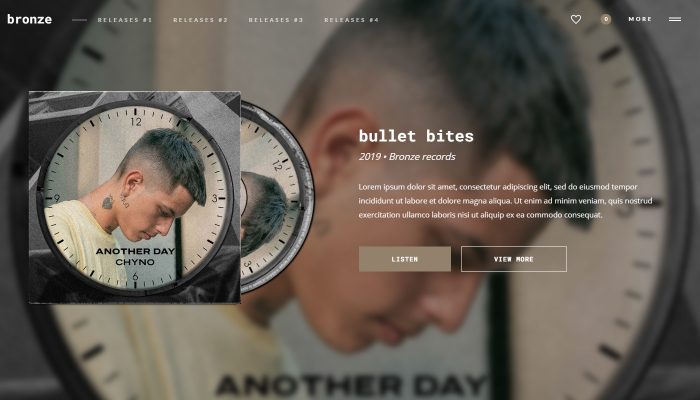 bronze
RELEASES #1
RELEASES #2
RELEASES #3
RELEASES #4
0
MORE
12
3
9
6
ANOTHER DAY
CHYNO
bullet bites
2019 • Bronze records
Lorem ipsum dolor sit amet, consectetur adipiscing elit, sed do eiusmod tempor
incididunt ut labore et dolore magna aliqua. Ut enim ad minim veniam, quis nostrud
exercitation ullamco laboris nisi ut aliquip ex ea commodo consequat.
LISTEN
VIEW MORE
ANOTHER DAY